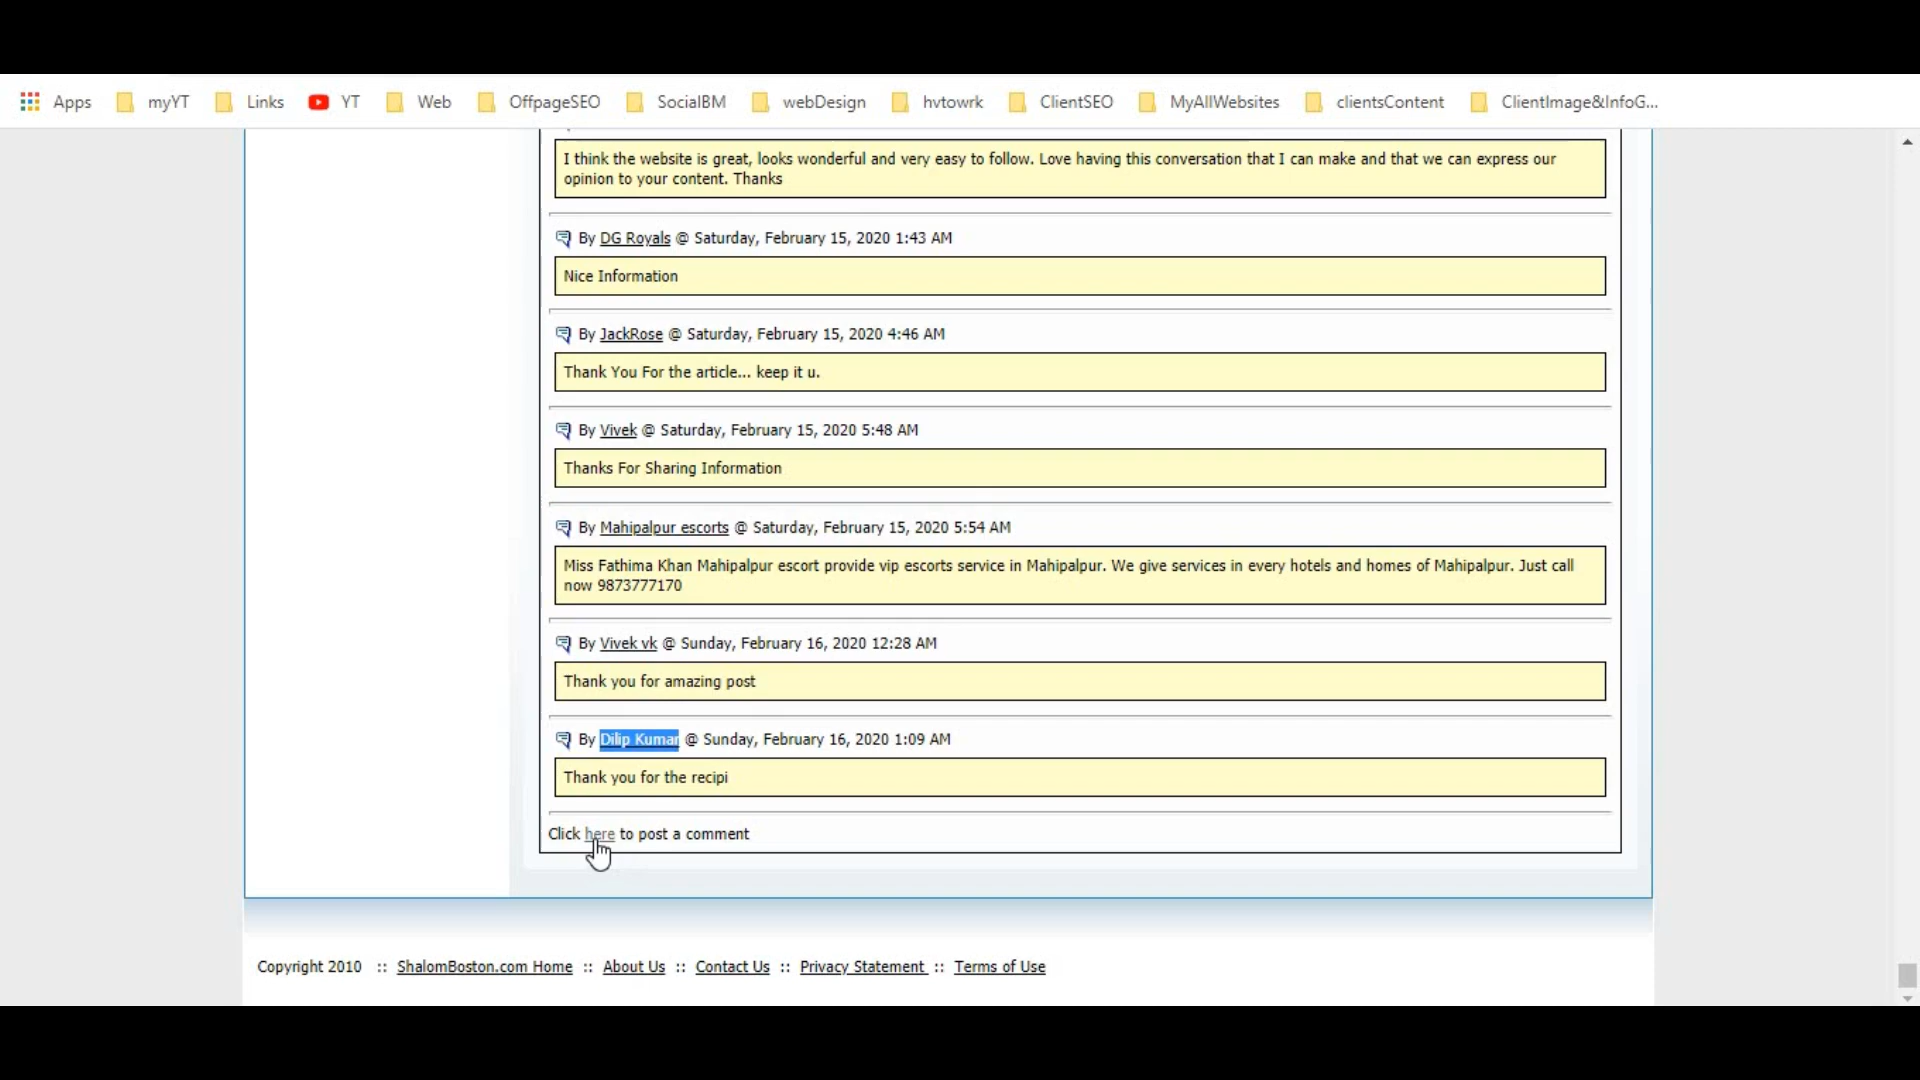 Apps myYT Links YT Web OffpageSEO SocialBM webDesign hvtowrk ClientSEO MyAllWebsites clientsContent ClientImage&InfoG...
I think the website is great, looks wonderful and very easy to follow. Love having this conversation that I can make and that we can express our
opinion to your content. Thanks
By DG Royals @ Saturday, February 15, 2020 1:43 AM
Nice Information
By JackRose @ Saturday, February 15, 2020 4:46 AM
Thank You For the article... keep it u.
By Vivek @ Saturday, February 15, 2020 5:48 AM
Thanks For Sharing Information
By Mahipalpur escorts @ Saturday, February 15, 2020 5:54 AM
Miss Fathima Khan Mahipalpur escort provide vip escorts service in Mahipalpur. We give services in every hotels and homes of Mahipalpur. Just call
now 9873777170
By Vivek vk @ Sunday, February 16, 2020 12:28 AM
Thank you for amazing post
By Dilip Kumar @ Sunday, February 16, 2020 1:09 AM
Thank you for the recipi
Click here to post a comment
Copyright 2010 :: ShalomBoston.com Home :: About Us :: Contact Us :: Privacy Statement :: Terms of Use